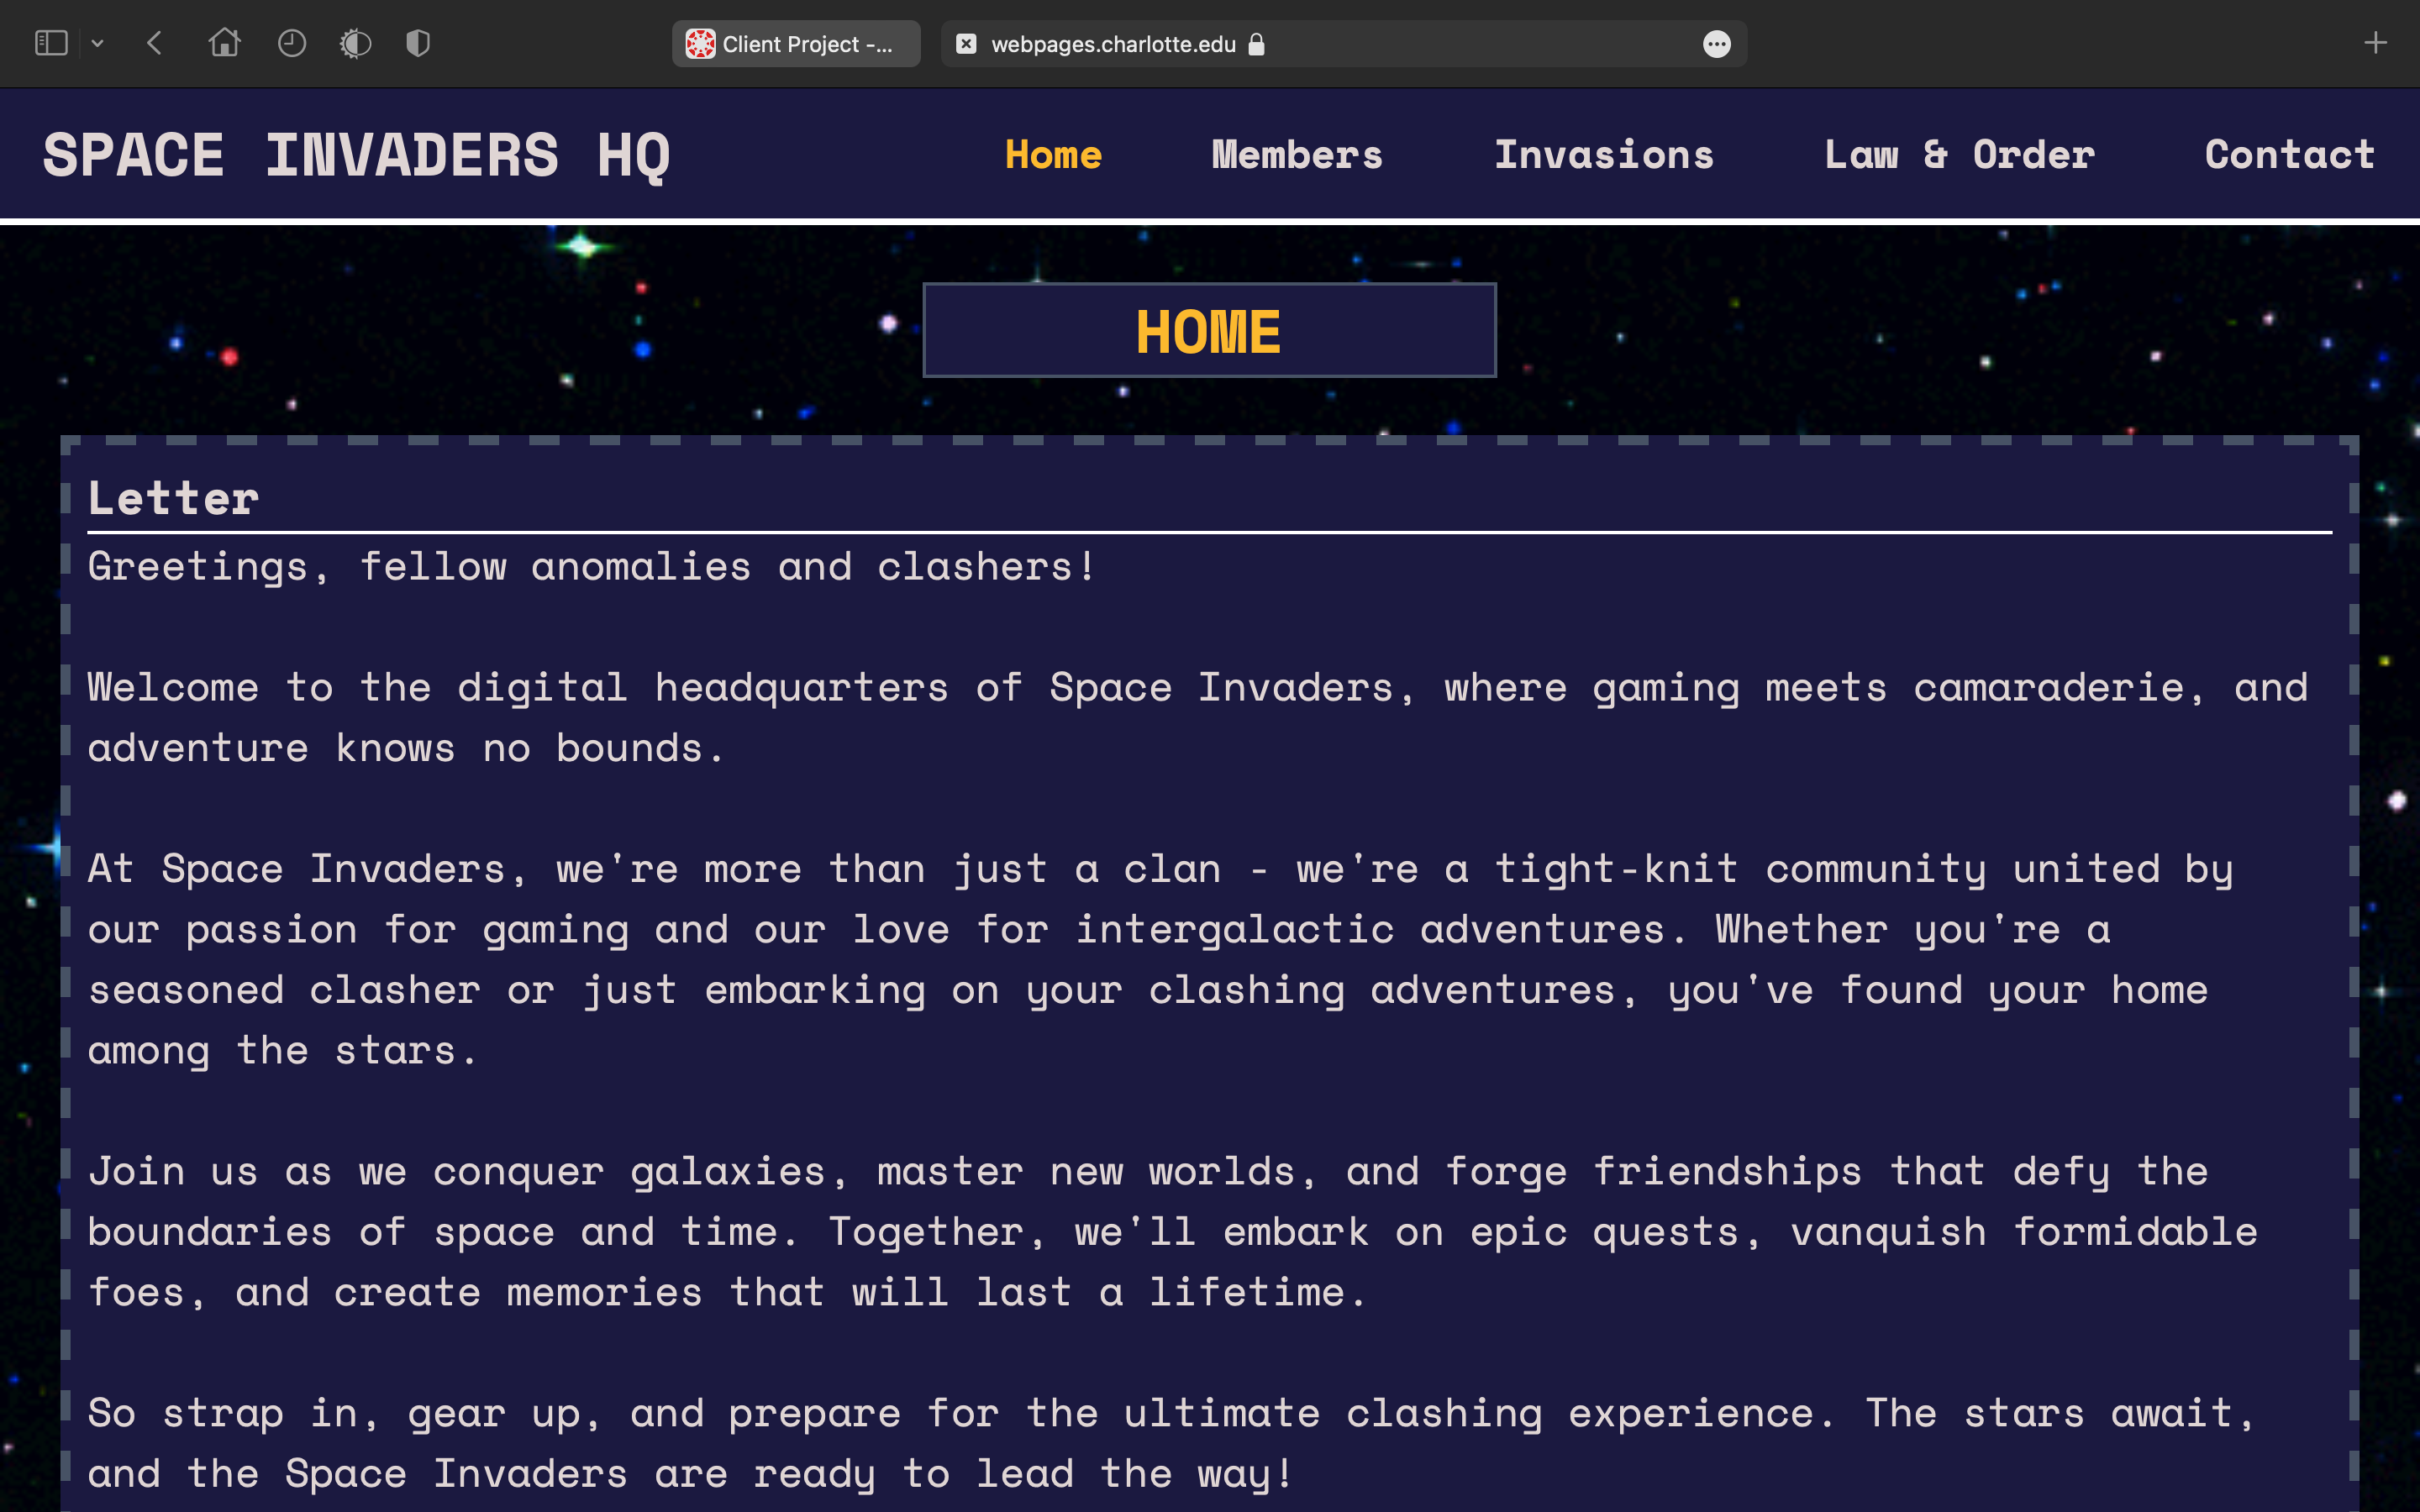 Client Project -...
webpages.charlotte.edu
SPACE INVADERS HQ
Home Members Invasions Law & Order Contact
HOME
Letter
Greetings, fellow anomalies and clashers!
Welcome to the digital headquarters of Space Invaders, where gaming meets camaraderie, and
adventure knows no bounds.
At Space Invaders, we're more than just a clan - we're a tight-knit community united by
our passion for gaming and our love for intergalactic adventures. Whether you're a
seasoned clasher or just embarking on your clashing adventures, you've found your home
among the stars.
Join us as we conquer galaxies, master new worlds, and forge friendships that defy the
boundaries of space and time. Together, we'll embark on epic quests, vanquish formidable
foes, and create memories that will last a lifetime.
So strap in, gear up, and prepare for the ultimate clashing experience. The stars await,
and the Space Invaders are ready to lead the way!